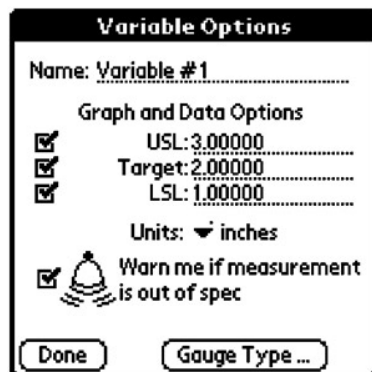 Variable Options
Name: Variable #1
Graph and Data Options
USL: 3.00000
Target: 2.00000
LSL: 1.00000
Units: inches
Warn me if measurement
is out of spec
Done Gauge Type ...